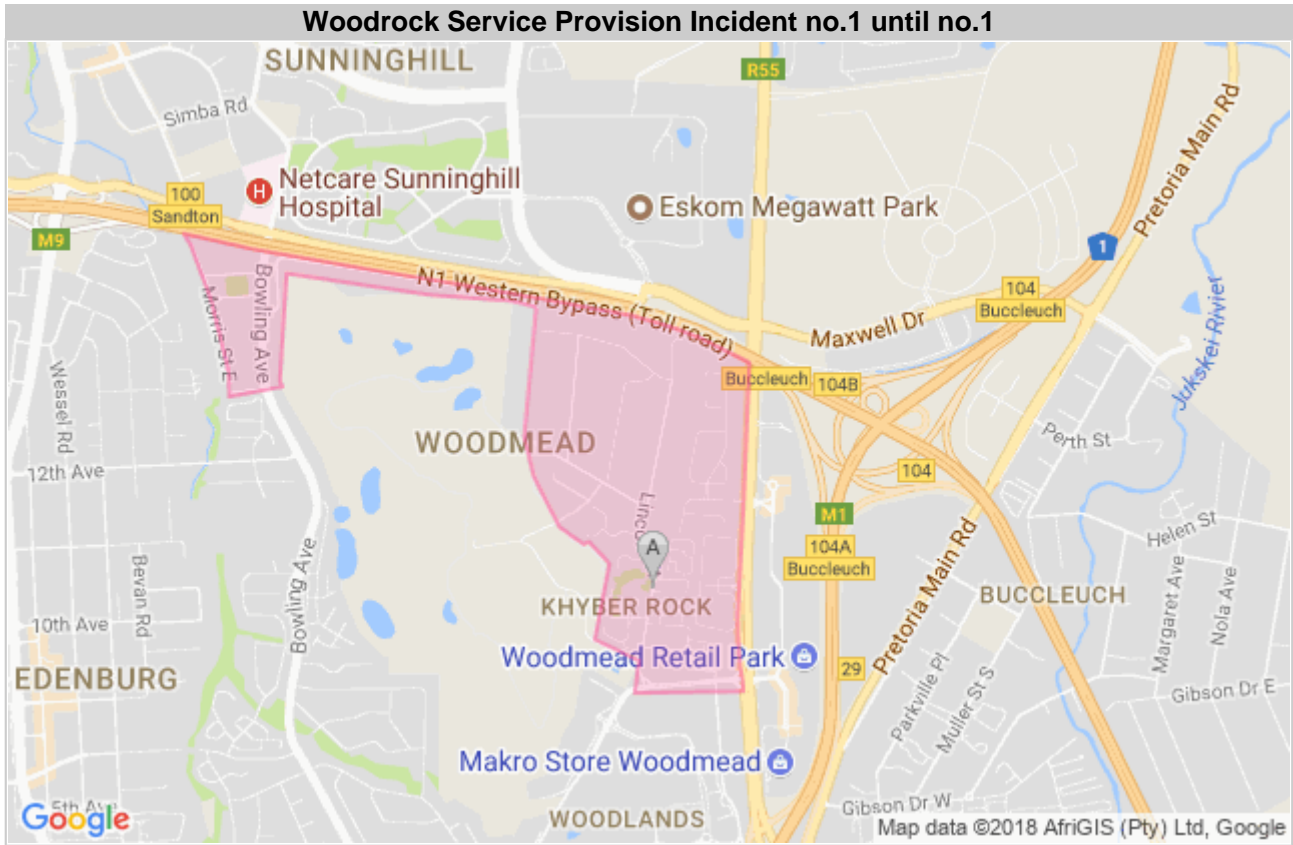 Woodrock Service Provision Incident no.1 until no.1
SUNNINGHILL
R55
Simba Rd
Pretoria Main Rd
Netcare Sunninghill
Hospital
H
100
Sandton
Eskom Megawatt Park
M9
1
N1 Western Bypass (Toll road)
104
Buccleuch
Maxwell Dr
Jukskei Riviet
Bowling Ave
Morris St E
Wessel Rd
Buccleuch
104B
WOODMEAD
Perth St
12th Ave
104
Linco
M1
104A
Buccleuch
Helen St
A
Bevan Rd
Bowling Ave
KHYBER ROCK
Pretoria Main Rd
BUCCLEUCH
Margaret Ave
Nola Ave
10th Ave
Woodmead Retail Park
29
EDENBURG
Parkville Pl
Muller St S
Gibson Dr E
Makro Store Woodmead
5th Ave
Google
WOODLANDS
Gibson Dr W
Map data ©2018 AfriGIS (Pty) Ltd, Google